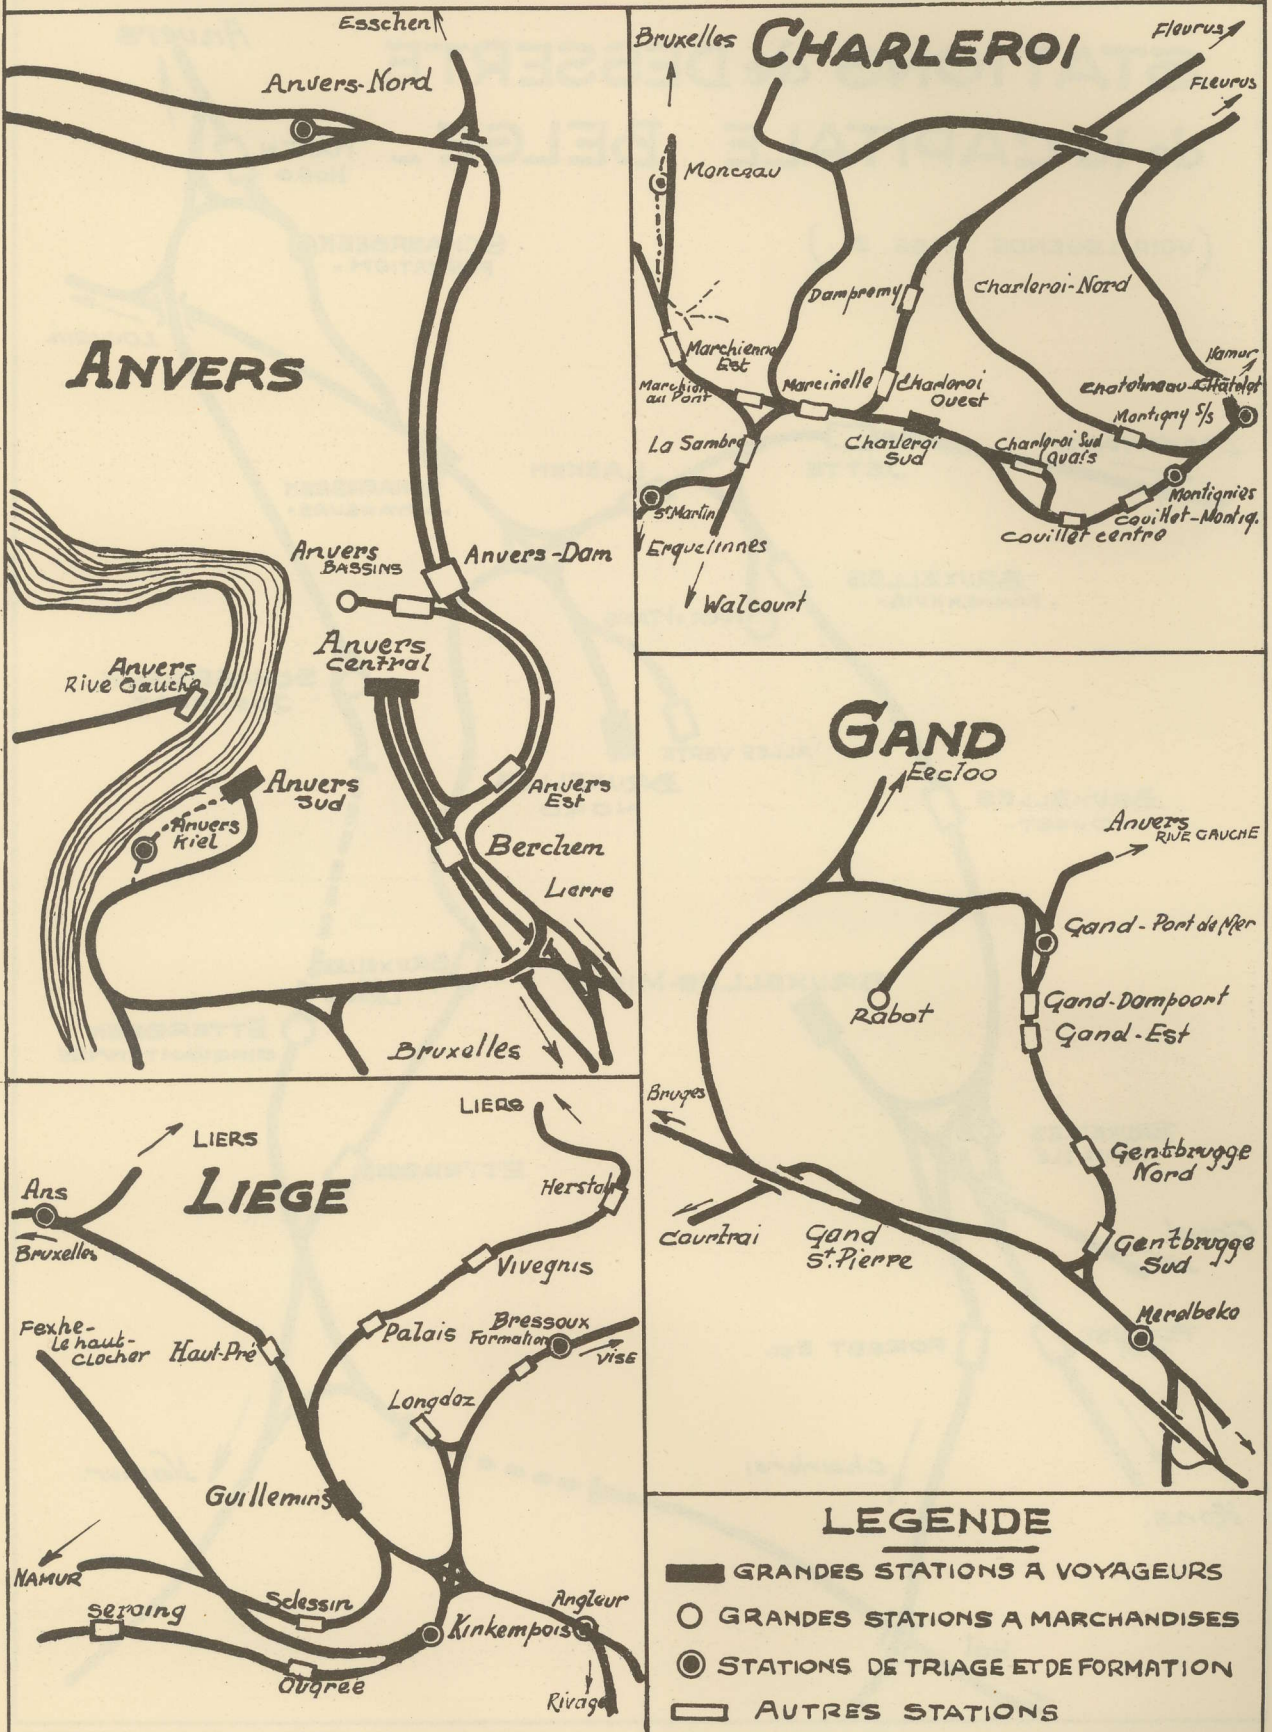 Esschen
Anvers-Nord
ANVERS
Anvers
BASSINS
Anvers-Dam
Anvers
Central
Anvers
Rive Gauche
Anvers
Sud
Anvers
Kiel
Anvers
Est
Berchem
Lierre
Bruxelles
CHARLEROI
Bruxelles
Fleurus
FLEURUS
Monceau
Dampremy
Charleroi-Nord
Marchienne
Est
Marchien
au Pont
Marcinelle
Charleroi
Ouest
Namur
Chatelineau-Châtelet
Montigny S/S
La Sambre
Charleroi
Sud
Charleroi Sud
Quais
St Martin
Montignies
Couillet-Montig.
Couillet centre
Erquelinnes
Walcourt
GAND
Eecloo
Anvers
RIVE GAUCHE
Gand-Port de Mer
Rabot
Gand-Dampoort
Gand-Est
Bruges
Gentbrugge
Nord
Courtrai
Gand
St. Pierre
Gentbrugge
Sud
Merelbeke
LIERS
LIERS
LIEGE
Ans
Bruxelles
Herstal
Vivegnis
Fexhe-
Le haut-
CLOCHER
Haut-Pré
Palais
Bressoux
Formation
VISE
Longdoz
Guillemins
NAMUR
Seraing
Sclessin
Kinkempois
Angleur
Ougree
Rivage
LEGENDE
GRANDES STATIONS A VOYAGEURS
GRANDES STATIONS A MARCHANDISES
STATIONS DE TRIAGE ET DE FORMATION
AUTRES STATIONS